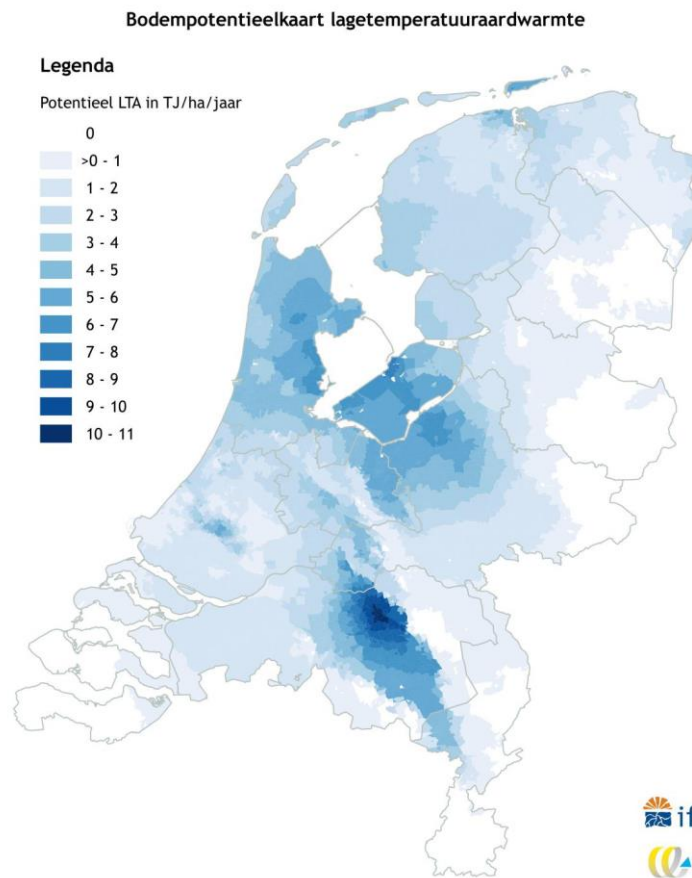 Bodempotentieelkaart lagetemperatuuraardwarmte
Legenda
Potentieel LTA in TJ/ha/jaar
0
>0 - 1
1 - 2
2 - 3
3 - 4
4 - 5
5 - 6
6 - 7
7 - 8
8 - 9
9 - 10
10 - 11
if